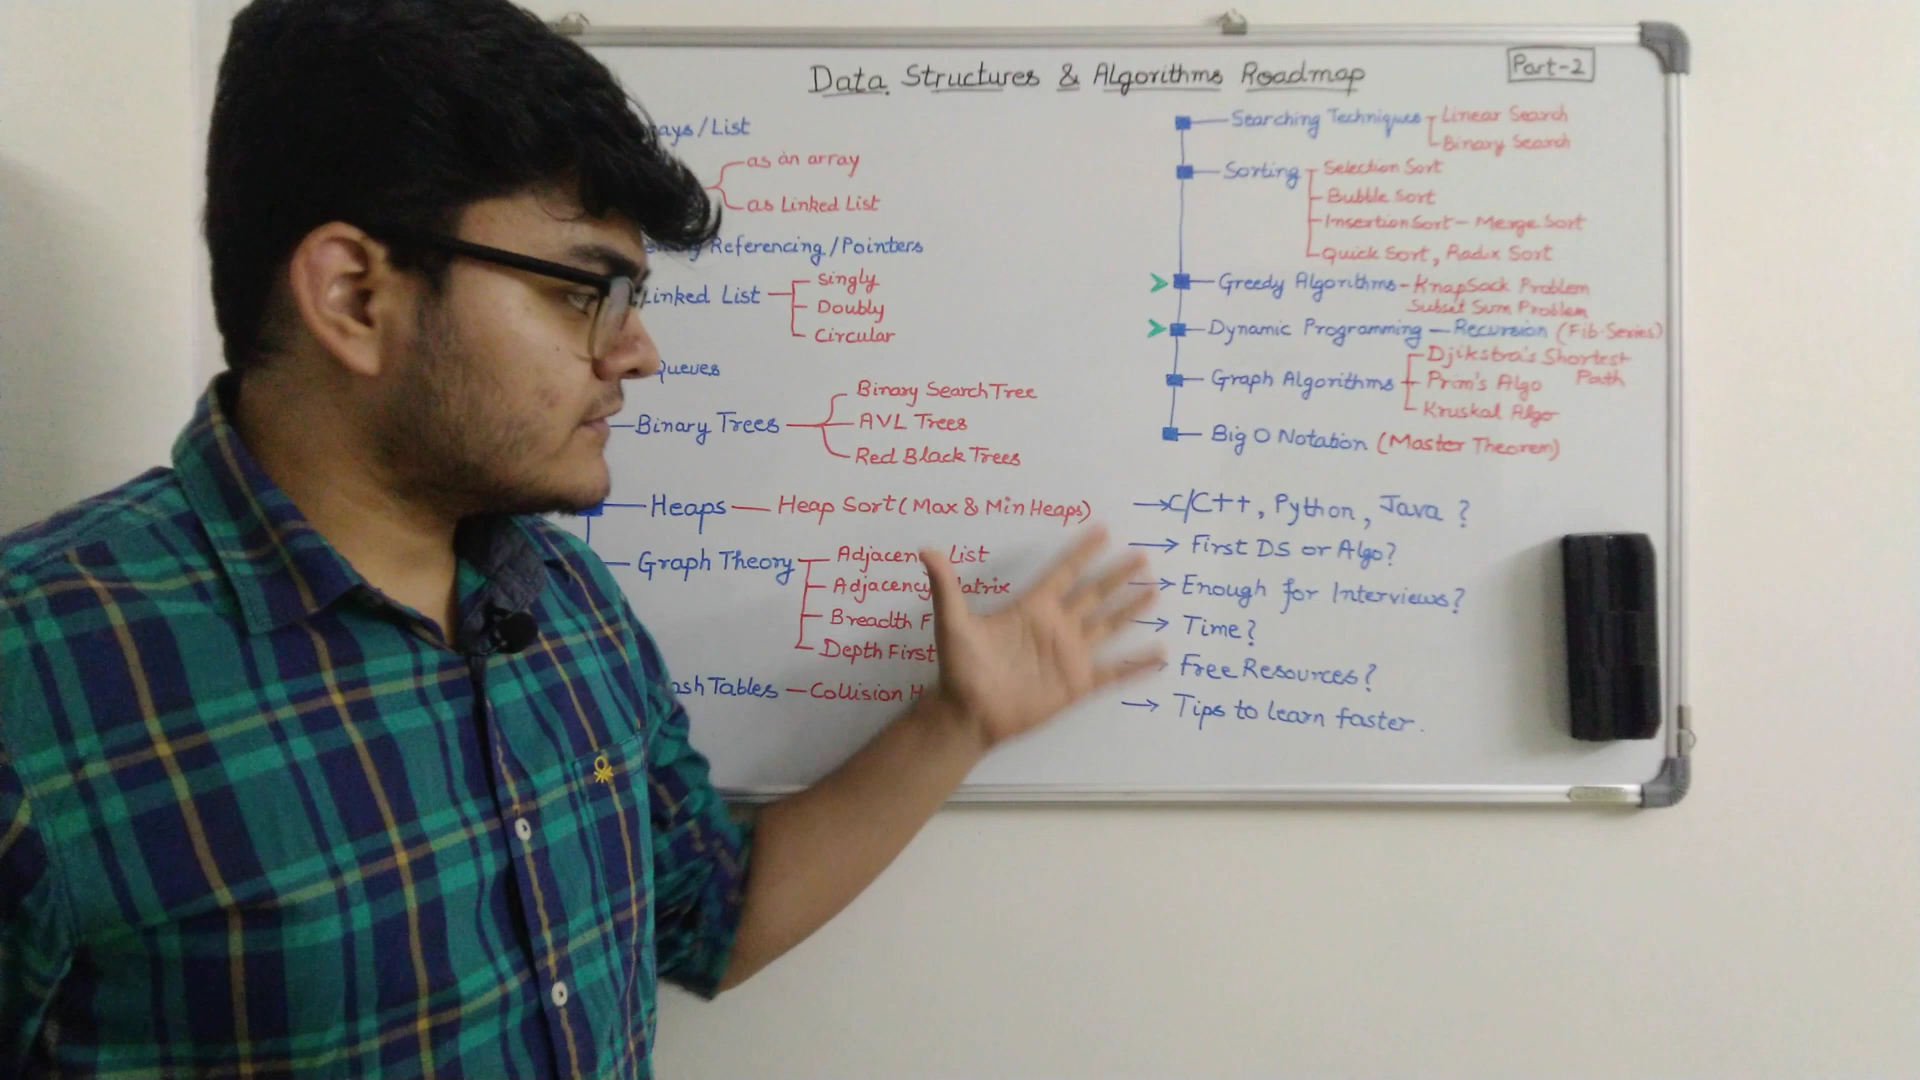 Data Structures & Algorithms Roadmap
Part-2
ays/List
as an array
as Linked List
Referencing/Pointers
Linked List
Singly
Doubly
Circular
Queues
Binary Trees
Binary Search Tree
AVL Trees
Red Black Trees
Heaps — Heap Sort (Max & Min Heaps)
Graph Theory
Adjacen List
Adjacency Matrix
Breadth F
Depth First
ash Tables — Collision H
Searching Techniques
Linear Search
Binary Search
Sorting
Selection Sort
Bubble Sort
Insertion Sort — Merge Sort
Quick Sort, Radix Sort
Greedy Algorithms - KnapSack Problem
Subset Sum Problem
Dynamic Programming — Recursion (Fib. Series)
Graph Algorithms
Djikstra's Shortest Path
Prim's Algo
Kruskal Algo
Big O Notation (Master Theorem)
→ C/C++, Python, Java ?
→ First DS or Algo?
→ Enough for Interviews?
→ Time?
→ Free Resources?
→ Tips to learn faster.